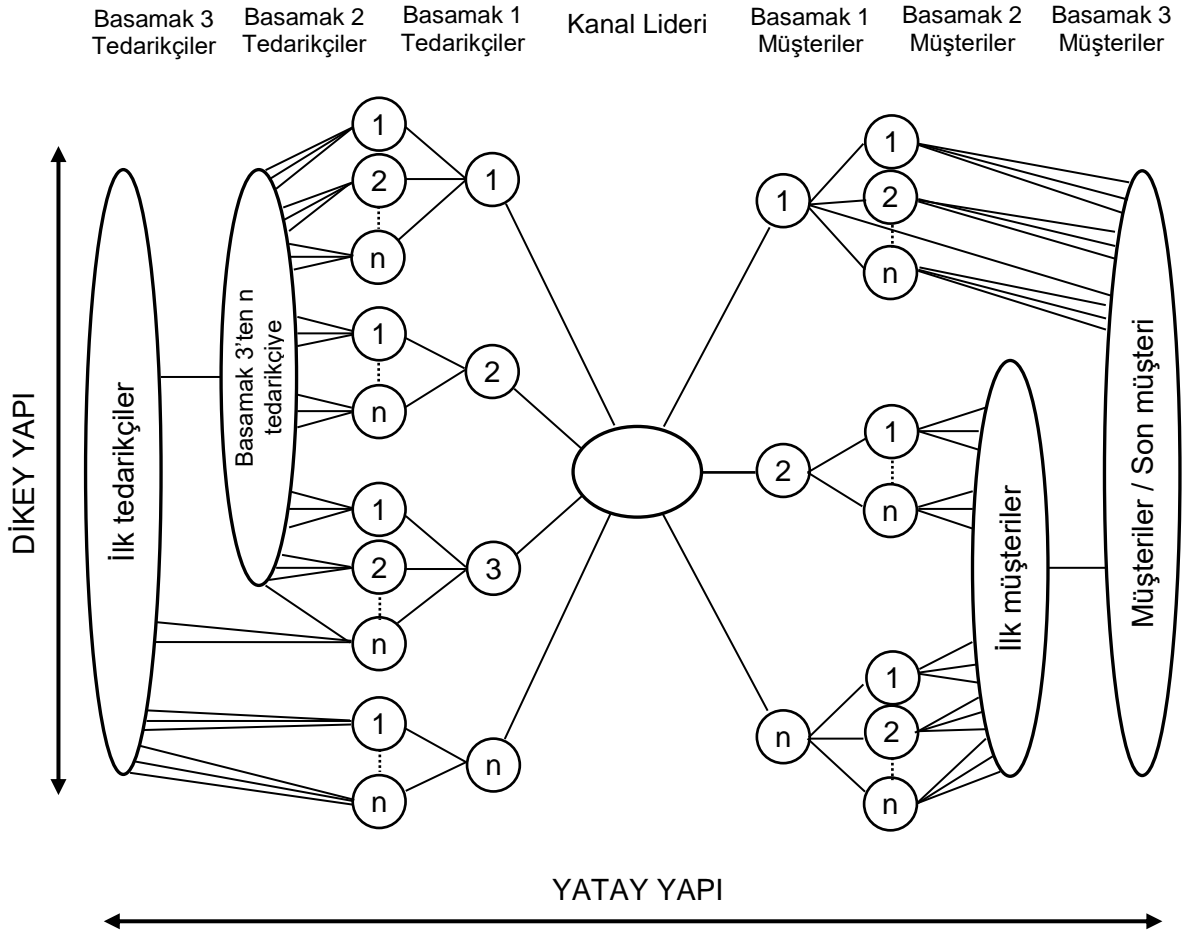 Basamak 3
Tedarikçiler
Basamak 2
Tedarikçiler
Basamak 1
Tedarikçiler
Kanal Lideri
Basamak 1
Müşteriler
Basamak 2
Müşteriler
Basamak 3
Müşteriler
DİKEY YAPI
İlk tedarikçiler
Basamak 3'ten n
tedarikçiye
1
2
n
1
n
1
2
n
1
n
1
2
3
n
1
2
n
1
2
n
1
n
1
2
n
İlk müşteriler
Müşteriler / Son müşteri
YATAY YAPI